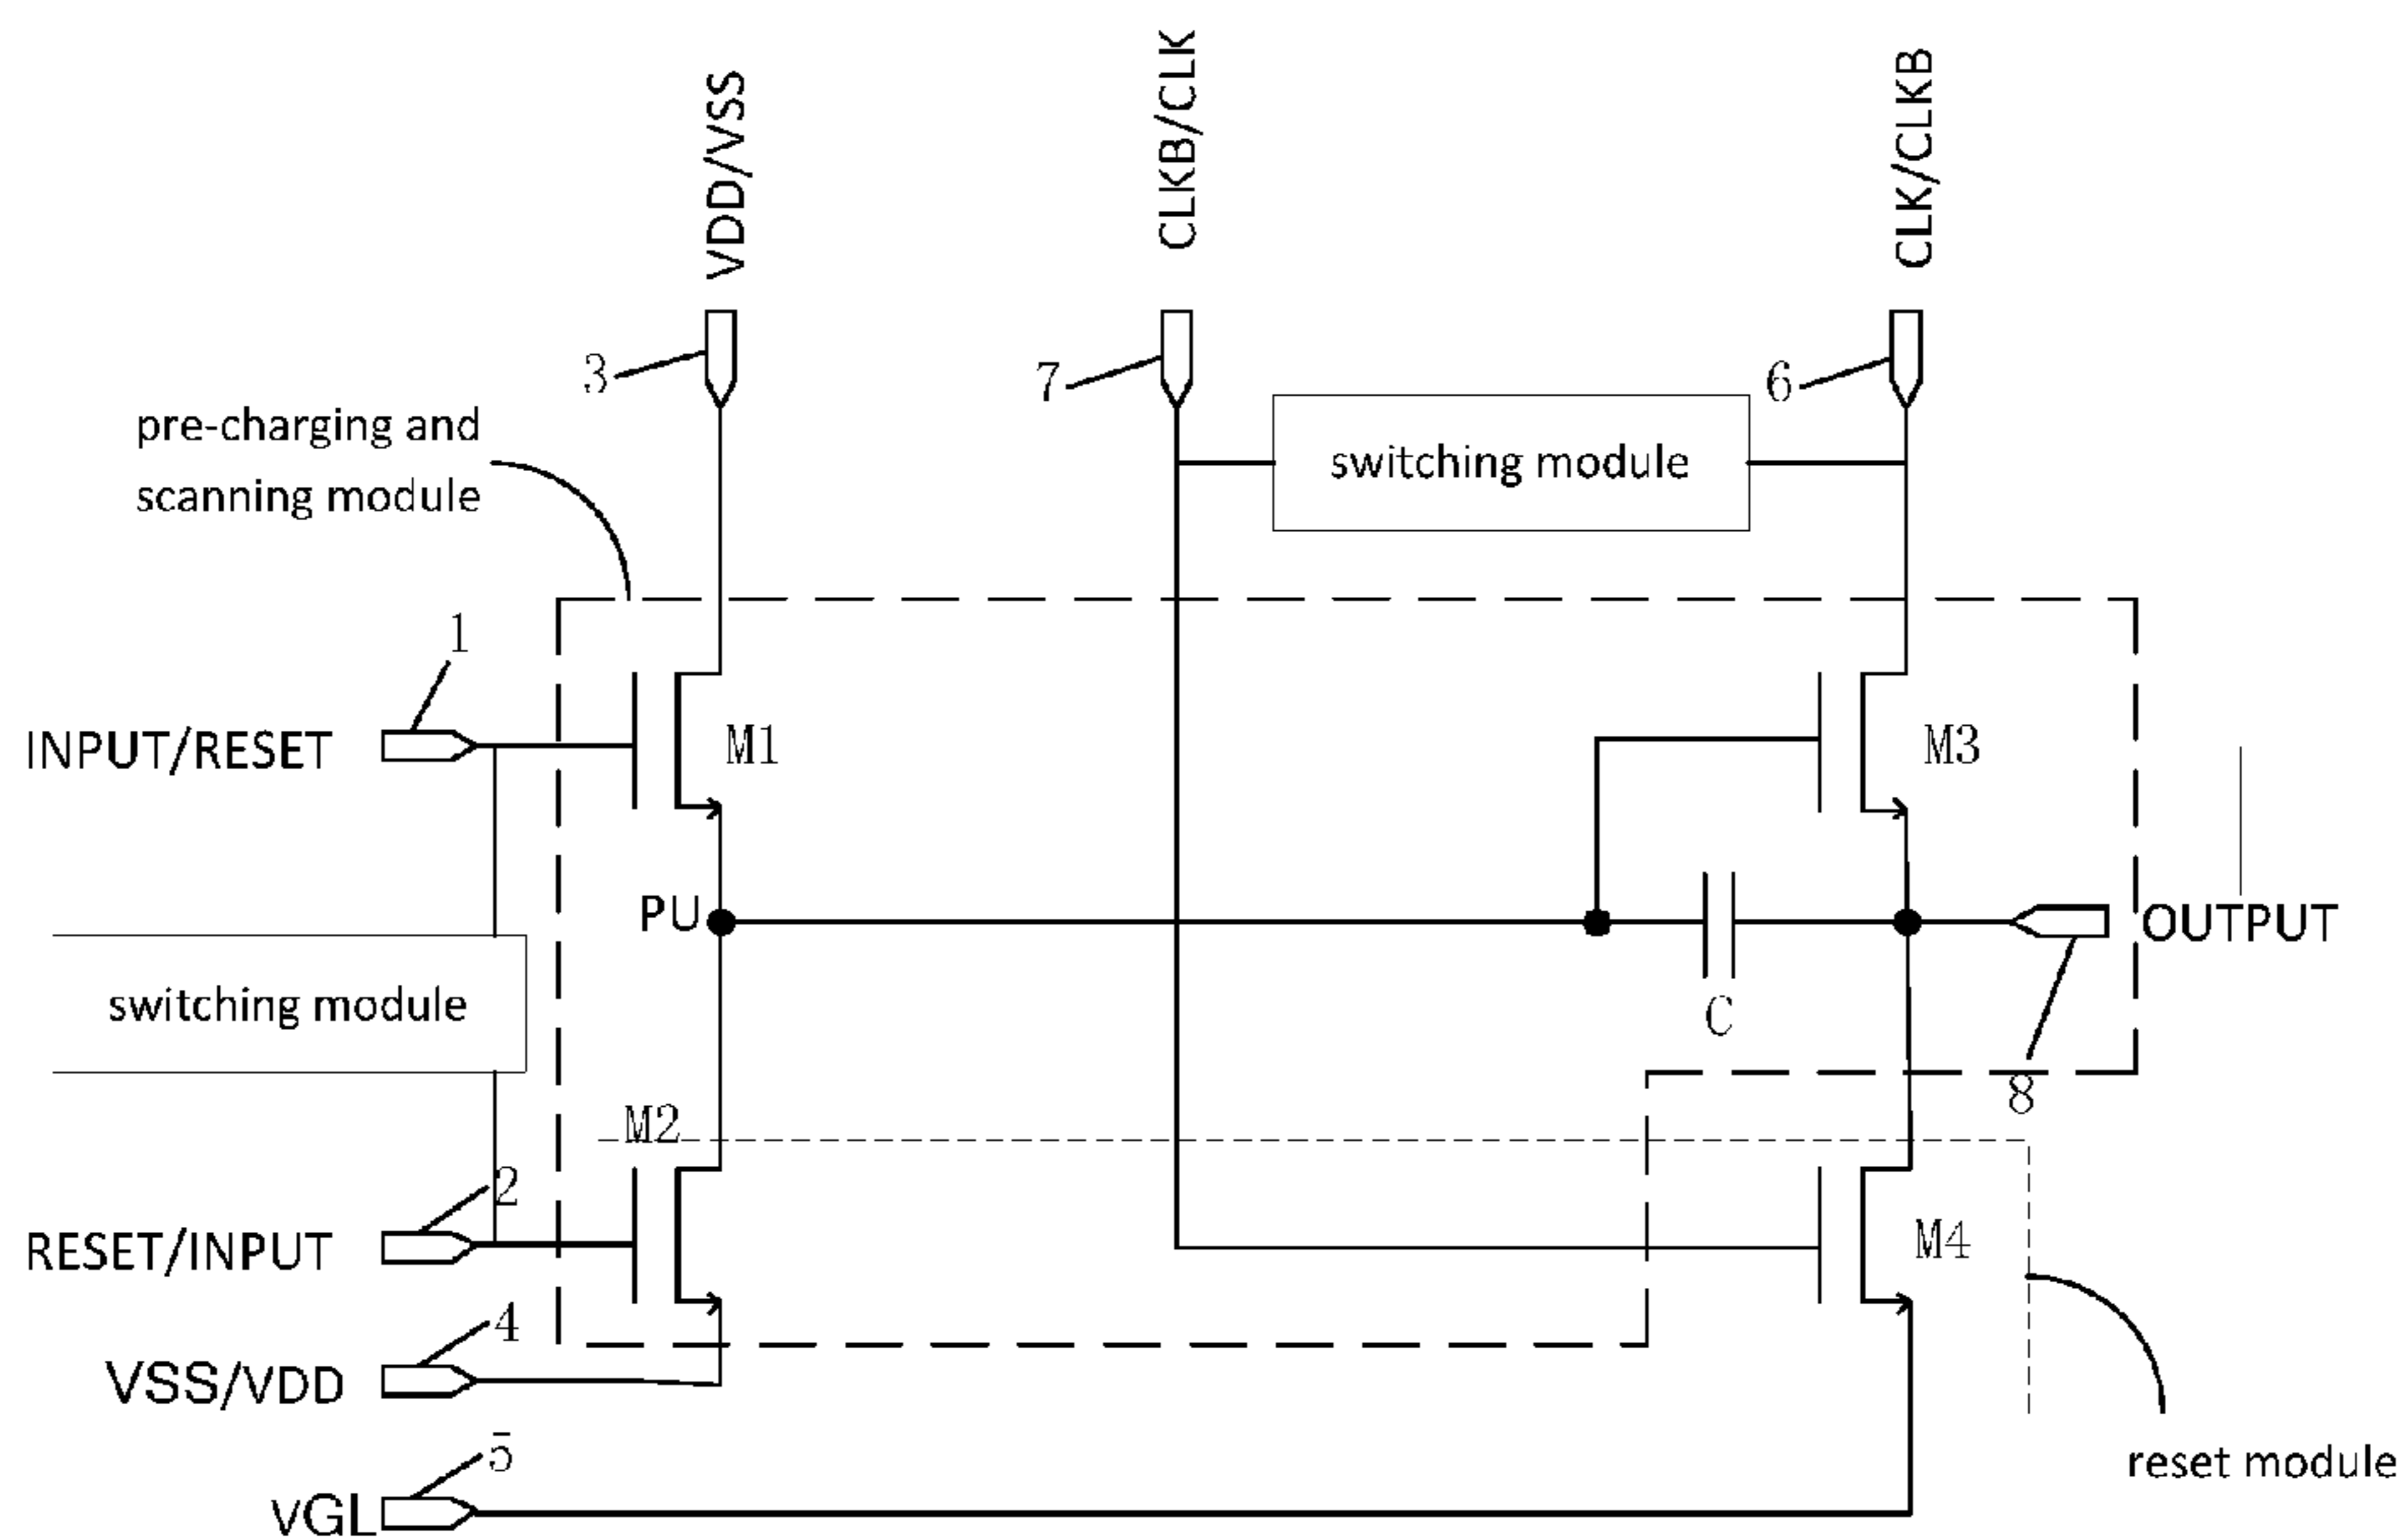 VDD/VSS
CLKB/CLK
CLK/CLKB
3
7
6
pre-charging and
scanning module
switching module
1
INPUT/RESET
M1
M3
PU
OUTPUT
switching module
C
8
M2
2
RESET/INPUT
M4
4
VSS/VDD
5
VGL
reset module